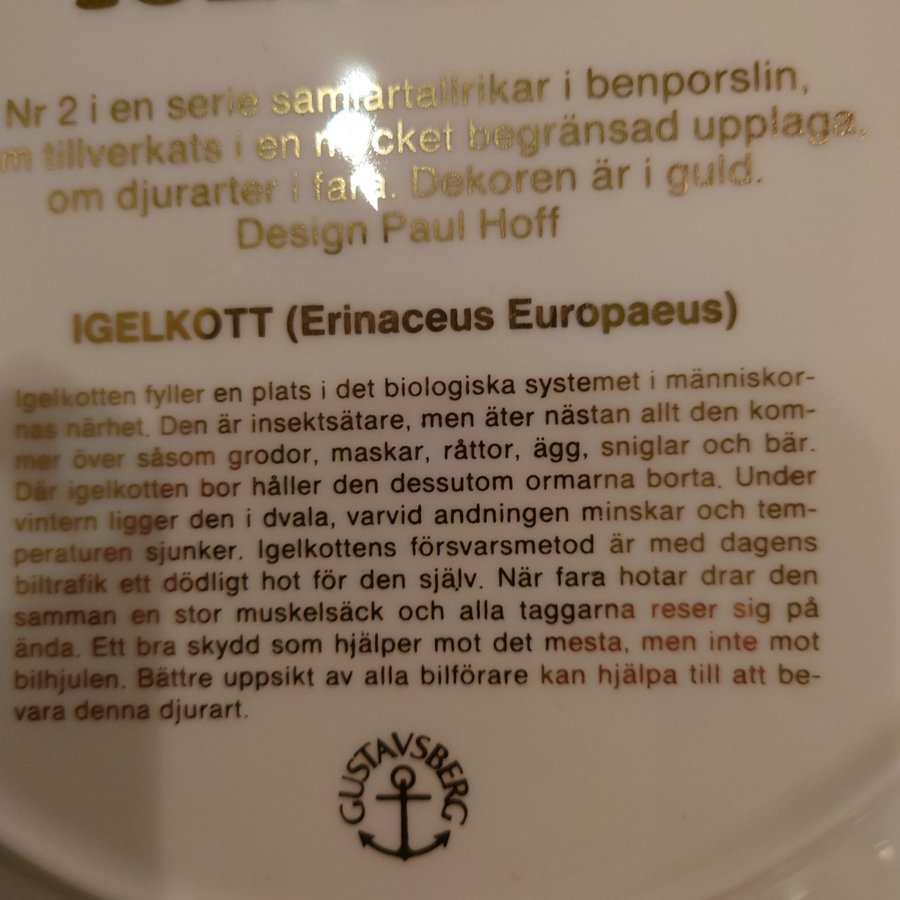 Nr 2 i en serie samlartallrikar i benporslin,
m tillverkats i en mycket begränsad upplaga,
om djurarter i fara. Dekoren är i guld.
Design Paul Hoff
IGELKOTT (Erinaceus Europaeus)
Igelkotten fyller en plats i det biologiska systemet i människor-
nas närhet. Den är insektsätare, men äter nästan allt den kom-
mer över såsom grodor, maskar, råttor, ägg, sniglar och bär.
Där igelkotten bor håller den dessutom ormarna borta. Under
vintern ligger den i dvala, varvid andningen minskar och tem-
peraturen sjunker. Igelkottens försvarsmetod är med dagens
biltrafik ett dödligt hot för den själv. När fara hotar drar den
samman en stor muskelsäck och alla taggarna reser sig på
ända. Ett bra skydd som hjälper mot det mesta, men inte mot
bilhjulen. Bättre uppsikt av alla bilförare kan hjälpa till att be-
vara denna djurart.
GUSTAVSBERG